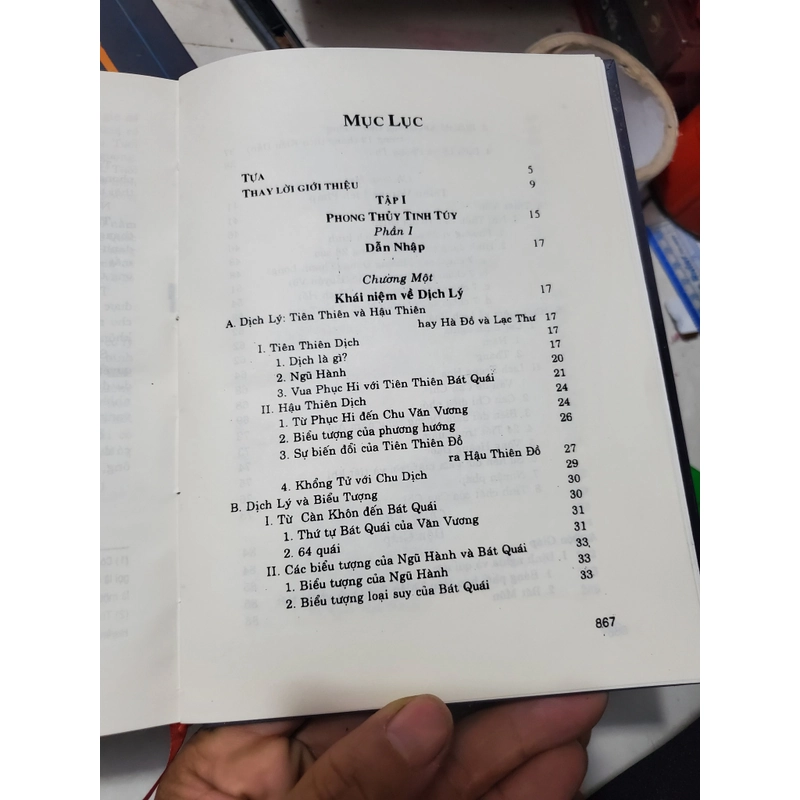 MỤC LỤC
TỰA 5
THAY LỜI GIỚI THIỆU 9
TẬP I
PHONG THỦY TINH TÚY 15
Phần I
Dẫn Nhập 17
Chương Một
Khái niệm về Dịch Lý 17
A. Dịch Lý: Tiên Thiên và Hậu Thiên
hay Hà Đồ và Lạc Thư 17
I. Tiên Thiên Dịch 17
1. Dịch là gì? 17
2. Ngũ Hành 20
3. Vua Phục Hi với Tiên Thiên Bát Quái 21
II. Hậu Thiên Dịch 24
1. Từ Phục Hi đến Chu Văn Vương 24
2. Biểu tượng của phương hướng 26
3. Sự biến đổi của Tiên Thiên Đồ
ra Hậu Thiên Đồ 27
4. Khổng Tử với Chu Dịch 29
B. Dịch Lý và Biểu Tượng 30
I. Từ Càn Khôn đến Bát Quái 30
1. Thứ tự Bát Quái của Văn Vương 31
2. 64 quái 31
II. Các biểu tượng của Ngũ Hành và Bát Quái 33
1. Biểu tượng của Ngũ Hành 33
2. Biểu tượng loại suy của Bát Quái 33
867